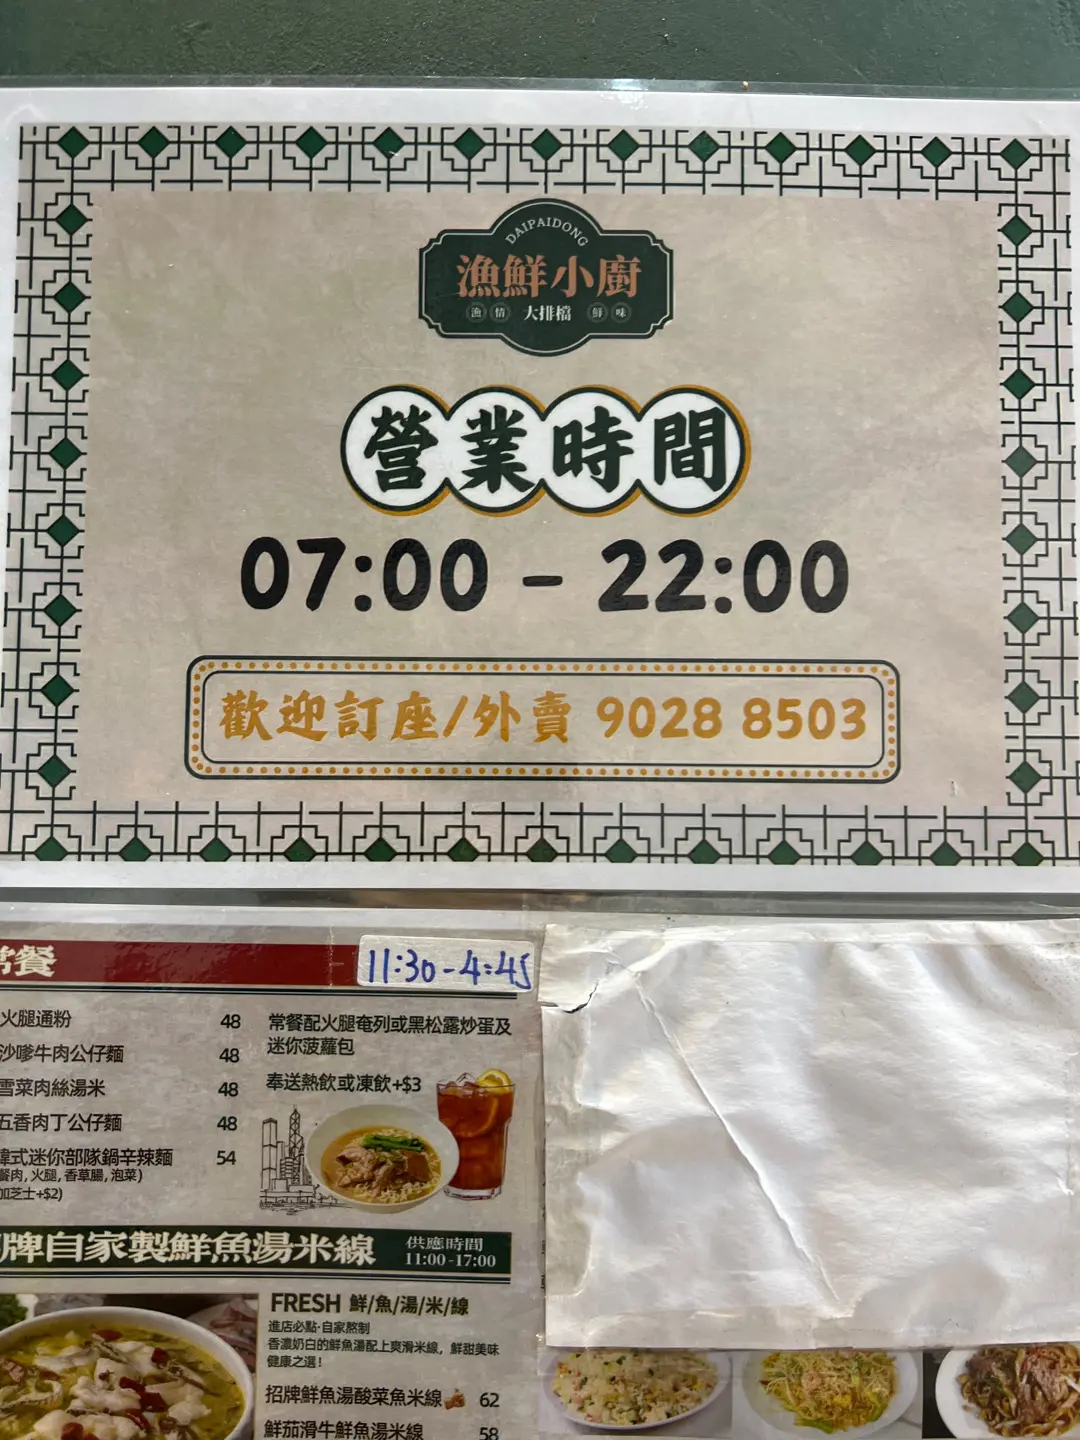 DAIPAIDONG
漁鮮小廚
漁情 大排檔 鮮味
營業時間
07:00 - 22:00
歡迎訂座/外賣 9028 8503
常餐 11:30-4:45
火腿通粉 48
沙嗲牛肉公仔麵 48
雪菜肉絲湯米 48
五香肉丁公仔麵 48
韓式迷你部隊鍋辛辣麵 54
餐肉,火腿,香草腸,泡菜)
加芝士+$2)
常餐配火腿奄列或黑松露炒蛋及
迷你菠蘿包
奉送熱飲或凍飲+$3
牌自家製鮮魚湯米線
供應時間
11:00-17:00
FRESH 鮮/魚/湯/米/線
進店必點·自家熬制
香濃奶白的鮮魚湯配上爽滑米線，鮮甜美味
健康之選！
招牌鮮魚湯酸菜魚米線 62
鮮茄滑牛鮮魚湯米線 58